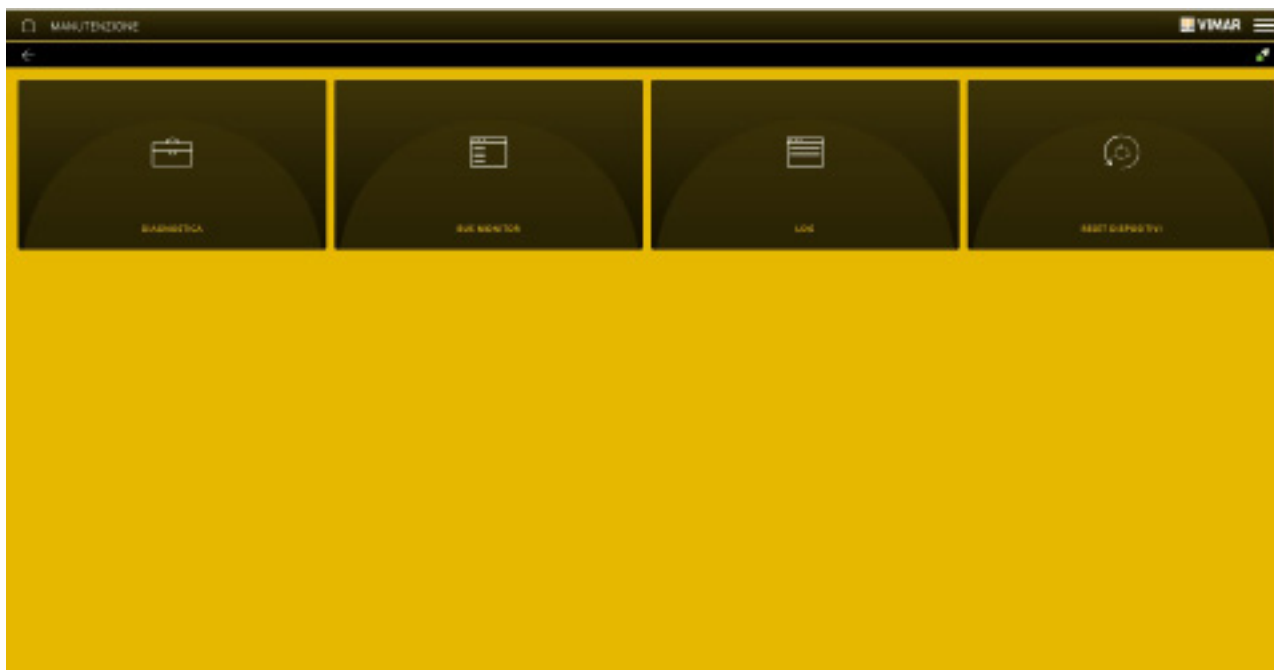 MANUTENZIONE
VIMAR
DIAGNOSTICA
BUS MONITOR
LOG
RESET DISPOSITIVI